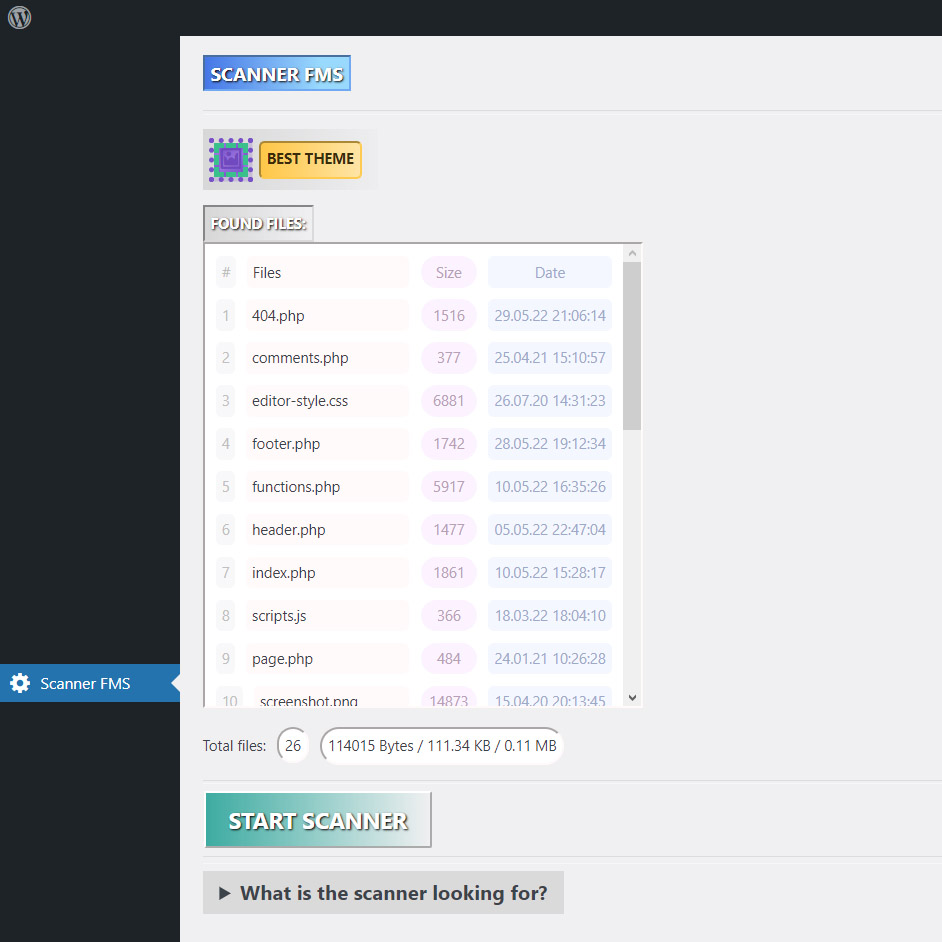 SCANNER FMS
BEST THEME
FOUND FILES:
# Files Size Date
1 404.php 1516 29.05.22 21:06:14
2 comments.php 377 25.04.21 15:10:57
3 editor-style.css 6881 26.07.20 14:31:23
4 footer.php 1742 28.05.22 19:12:34
5 functions.php 5917 10.05.22 16:35:26
6 header.php 1477 05.05.22 22:47:04
7 index.php 1861 10.05.22 15:28:17
8 scripts.js 366 18.03.22 18:04:10
9 page.php 484 24.01.21 10:26:28
10 screenshot.png 14873 15.04.20 20:13:45
Scanner FMS
Total files: 26 114015 Bytes / 111.34 KB / 0.11 MB
START SCANNER
What is the scanner looking for?